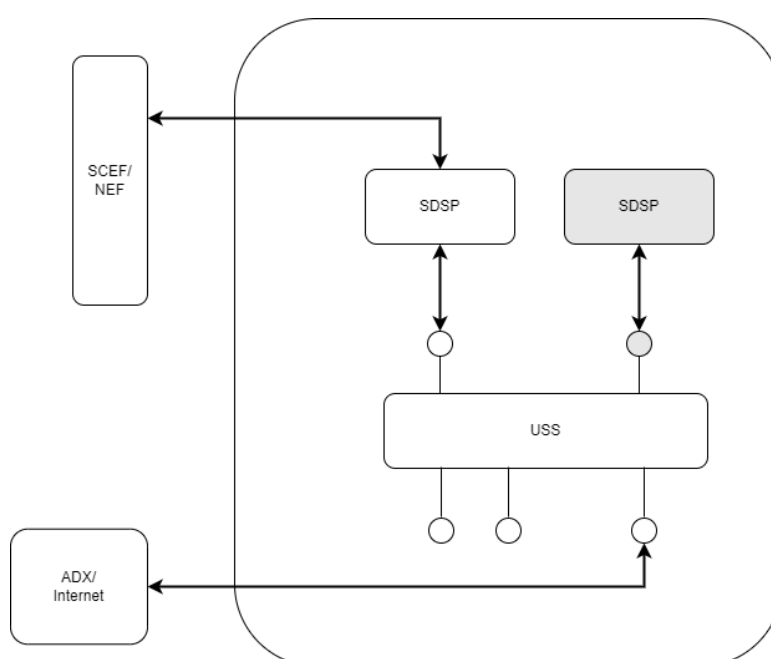 SCEF/
NEF
SDSP
SDSP
USS
ADX/
Internet